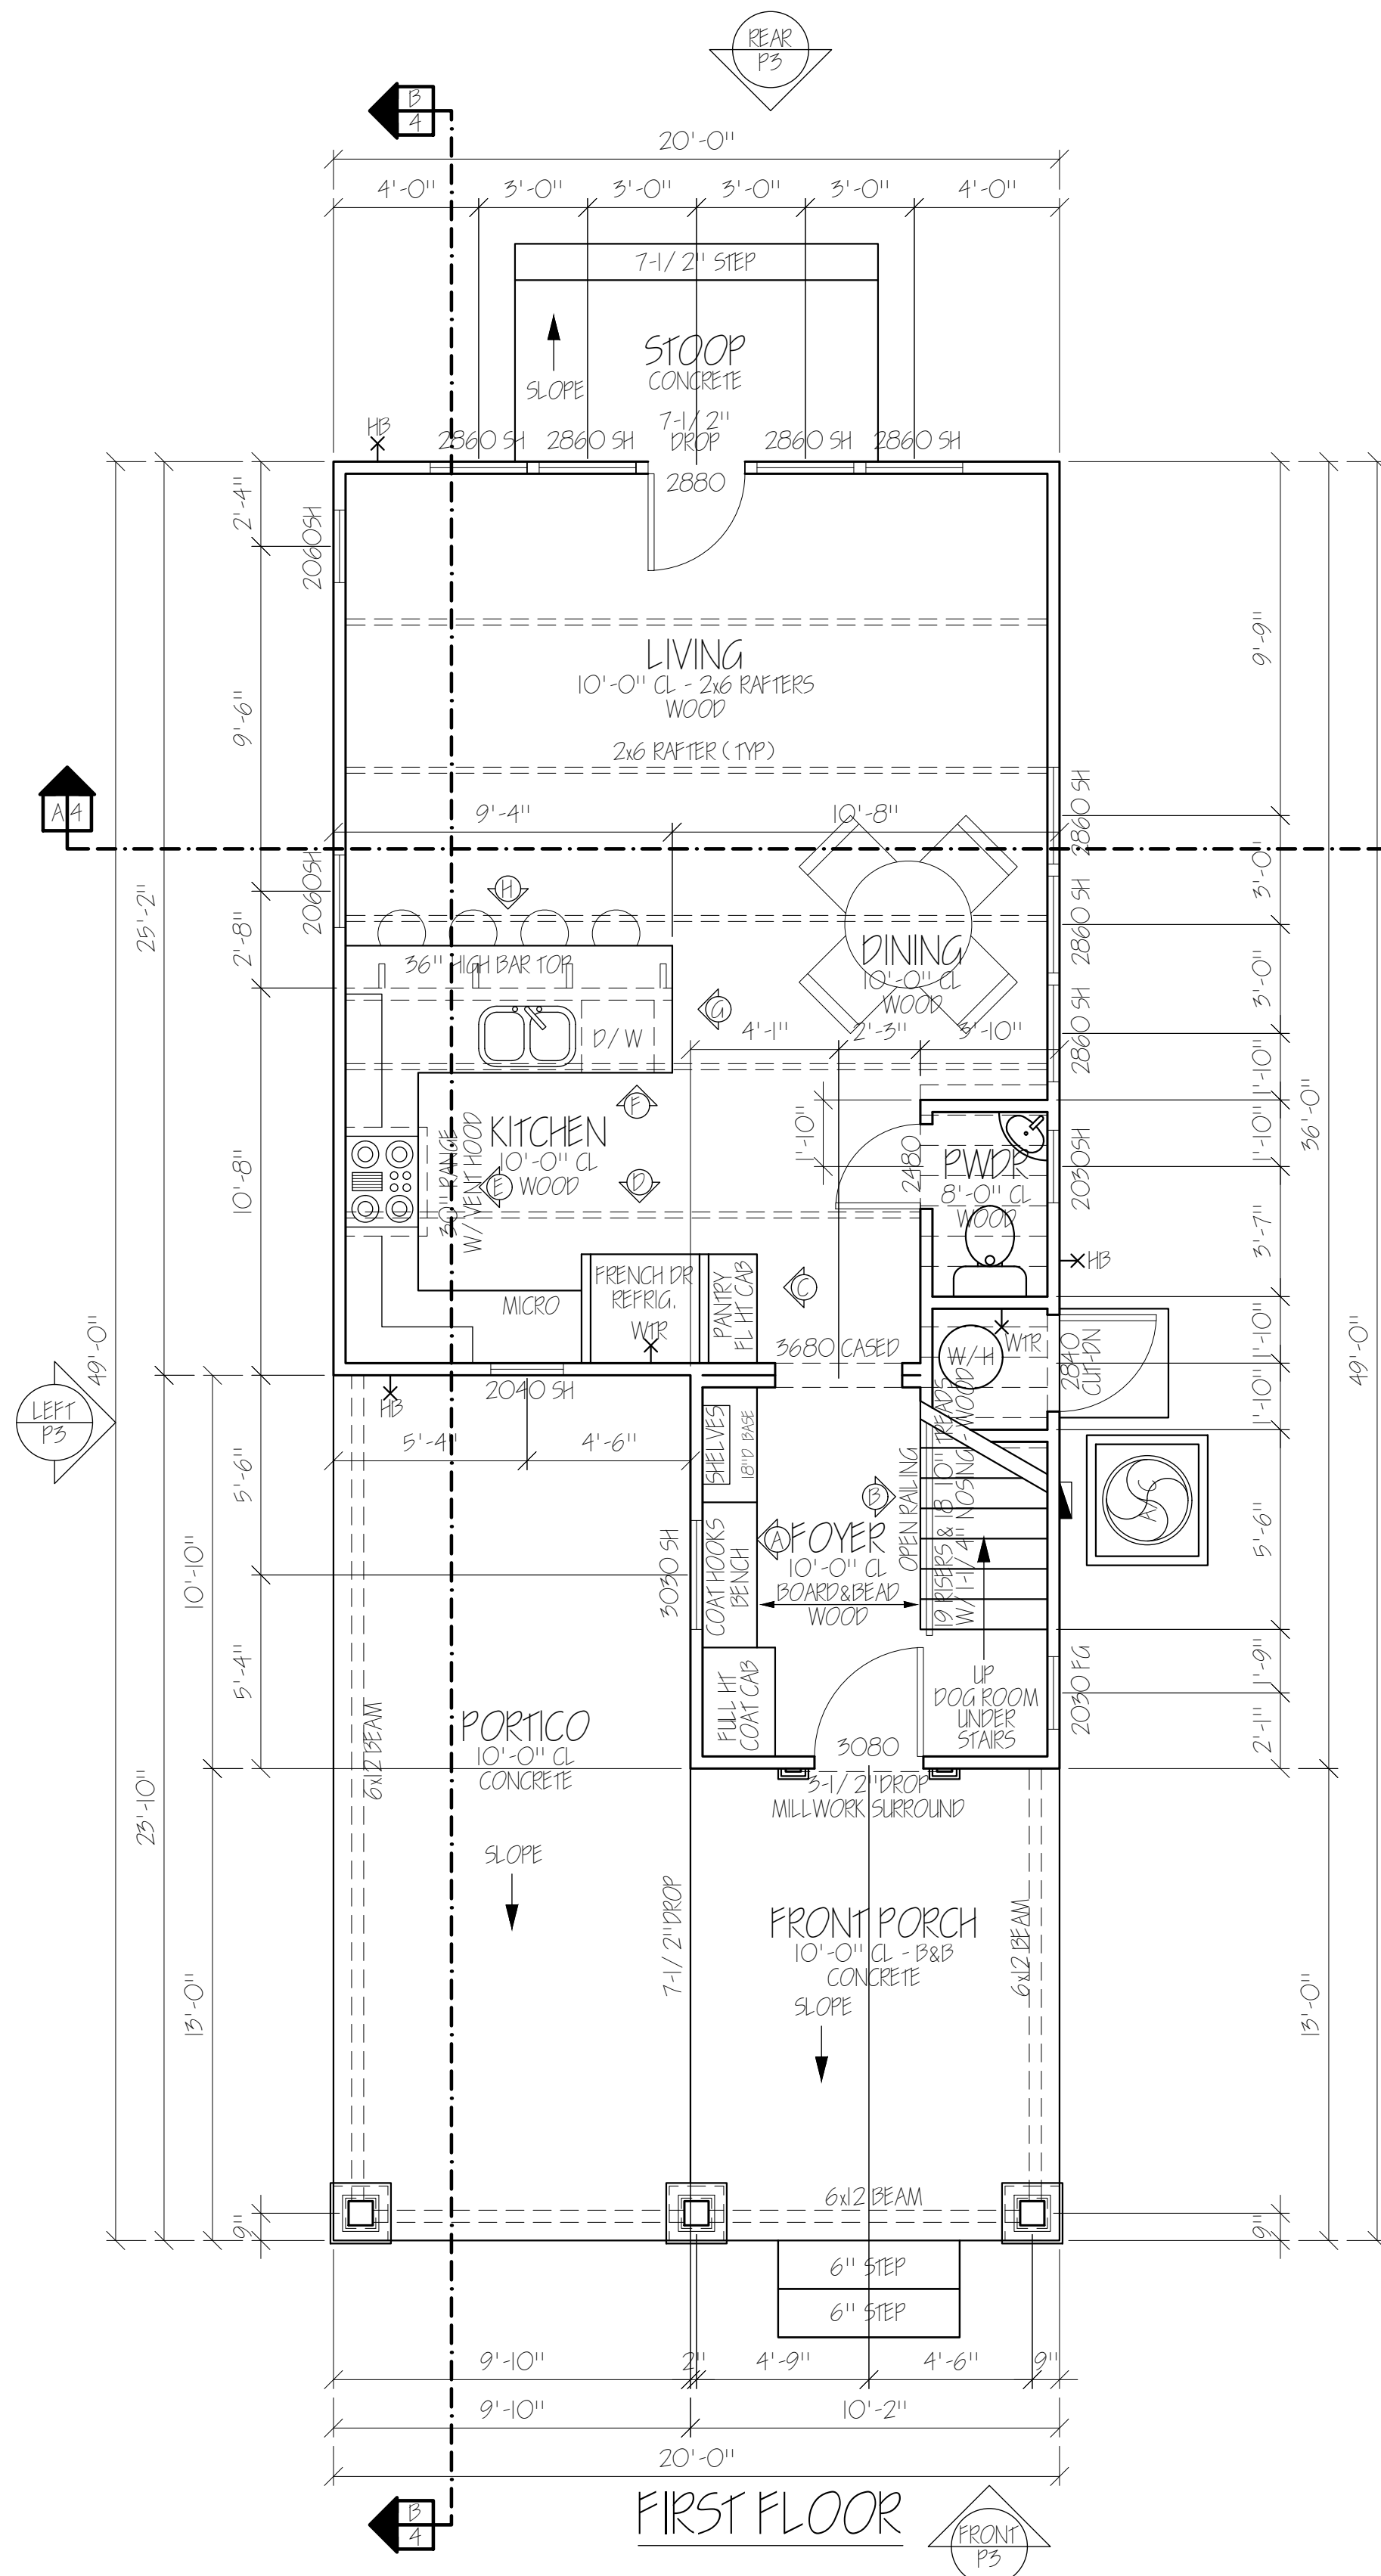 REAR
P3
B
4
20'-0"
4'-0" 3'-0" 3'-0" 3'-0" 3'-0" 4'-0"
7-1/2" STEP
STOOP
CONCRETE
SLOPE
7-1/2"
DROP
HB
2860 SH 2860 SH 2860 SH 2860 SH
2880
2'-4"
2060SH
9'-9"
LIVING
10'-0" CL - 2x6 RAFTERS
WOOD
9'-6"
2x6 RAFTER (TYP)
A 4
9'-4" 10'-8"
2860 SH
2060SH
H
3'-0"
25'-2"
2'-8"
36" HIGH BAR TOP
DINING
10'-0" CL
WOOD
2860 SH
G
3'-0"
D/W
4'-1" 2'-3" 3'-10"
2860 SH
1'-10"
36'-0"
F
KITCHEN
10'-0" CL
WOOD
30" RANGE
W/ VENT HOOD
E
D
1'-10"
2480
PWDR
8'-0" CL
WOOD
2030SH
1'-10"
10'-8"
3'-7"
HB
C
FRENCH DR
REFRIG.
WTR
PANTRY
FL HT CAB
MICRO
3680 CASED
W/H
WTR
2840
CUT-DN
1'-10"
49'-0"
49'-0"
LEFT
P3
HB
2040 SH
5'-4" 4'-6"
1'-10"
SHELVES
18"D BASE
5'-6"
B
OPEN RAILING
19 RISERS & 18 10" TREADS
W/ 1-1/4" NOSING - WOOD
A/C
A
FOYER
10'-0" CL
BOARD&BEAD
WOOD
COAT HOOKS
BENCH
3030 SH
5'-6"
10'-10"
5'-4"
FULL HT
COAT CAB
UP
DOG ROOM
UNDER
STAIRS
2030 FG
1'-9"
2'-1"
3080
3-1/2" DROP
MILLWORK SURROUND
6x12 BEAM
PORTICO
10'-0" CL
CONCRETE
23'-10"
SLOPE
7-1/2" DROP
FRONT PORCH
10'-0" CL - B&B
CONCRETE
SLOPE
6x12 BEAM
13'-0"
13'-0"
6x12 BEAM
9"
9"
6" STEP
6" STEP
9'-10" 2" 4'-9" 4'-6" 9"
9'-10" 10'-2"
20'-0"
B
4
FIRST FLOOR
FRONT
P3